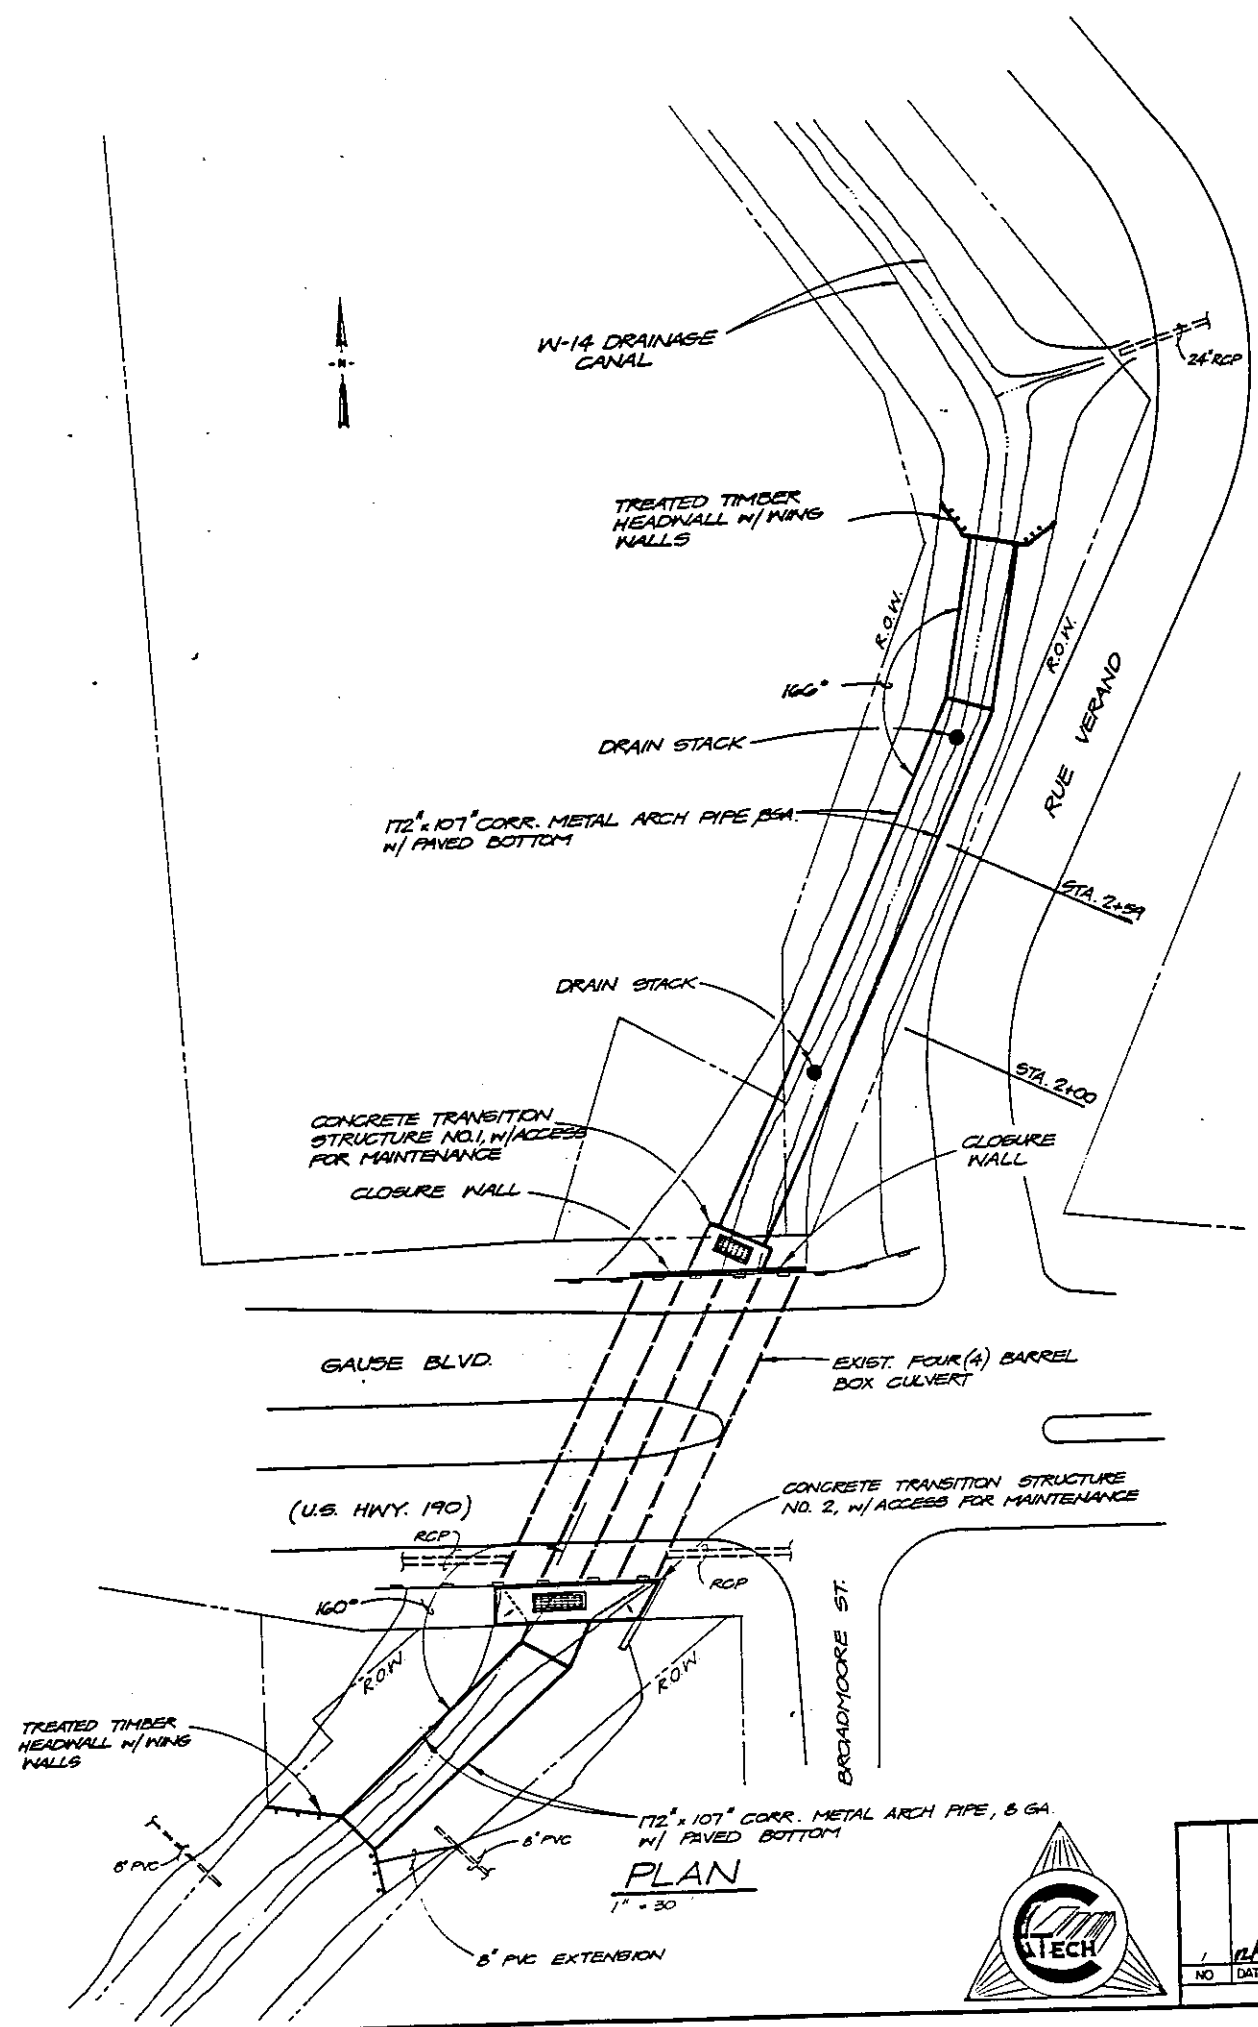 W-14 DRAINAGE
CANAL
-N-
24" RCP
TREATED TIMBER
HEADWALL W/ WING
WALLS
R.O.W.
R.O.W.
RUE VERAND
166°
DRAIN STACK
172" x 107" CORR. METAL ARCH PIPE, 8GA.
W/ PAVED BOTTOM
STA. 2+59
DRAIN STACK
STA. 2+00
CONCRETE TRANSITION
STRUCTURE NO.1, W/ACCESS
FOR MAINTENANCE
CLOSURE
WALL
CLOSURE WALL
GAUSE BLVD.
EXIST. FOUR (4) BARREL
BOX CULVERT
CONCRETE TRANSITION STRUCTURE
NO. 2, W/ACCESS FOR MAINTENANCE
(U.S. HWY. 190)
RCP
RCP
160°
BROADMOORE ST.
R.O.W.
R.O.W.
TREATED TIMBER
HEADWALL W/ WING
WALLS
172" x 107" CORR. METAL ARCH PIPE, 8 GA.
W/ PAVED BOTTOM
8" PVC
8" PVC
PLAN
1" = 30'
8" PVC EXTENSION
TECH
1
NO